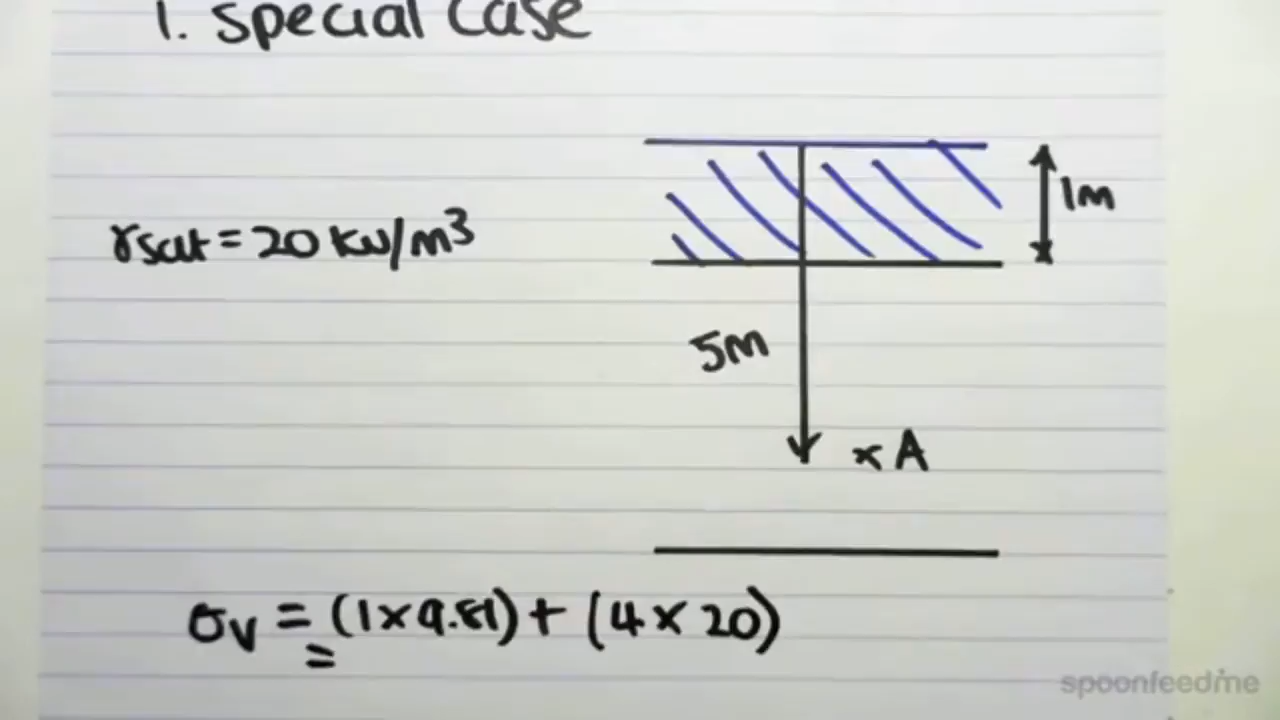 1. Special Case
1m
γsat = 20 kN/m³
5m
x A
σv = (1 x 9.81) + (4 x 20)
=
spoonfeedme